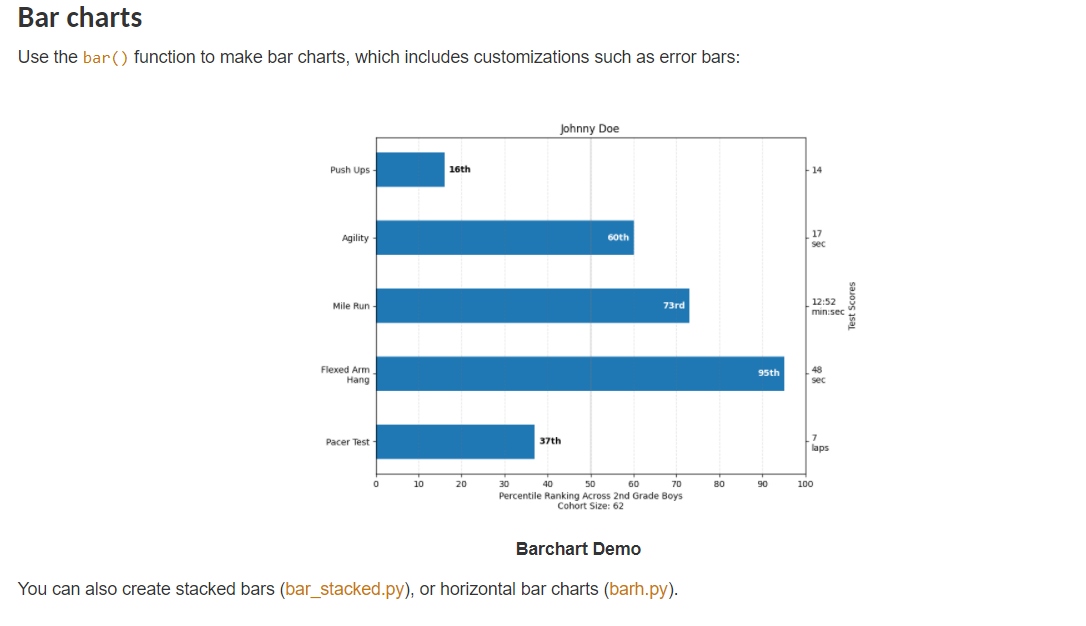 Bar charts
Use the bar() function to make bar charts, which includes customizations such as error bars:
Johnny Doe
Push Ups
16th
14
Agility
60th
17
sec
Mile Run
73rd
12:52
min:sec
Test Scores
Flexed Arm
Hang
95th
48
sec
Pacer Test
37th
7
laps
0 10 20 30 40 50 60 70 80 90 100
Percentile Ranking Across 2nd Grade Boys
Cohort Size: 62
Barchart Demo
You can also create stacked bars (bar_stacked.py), or horizontal bar charts (barh.py).